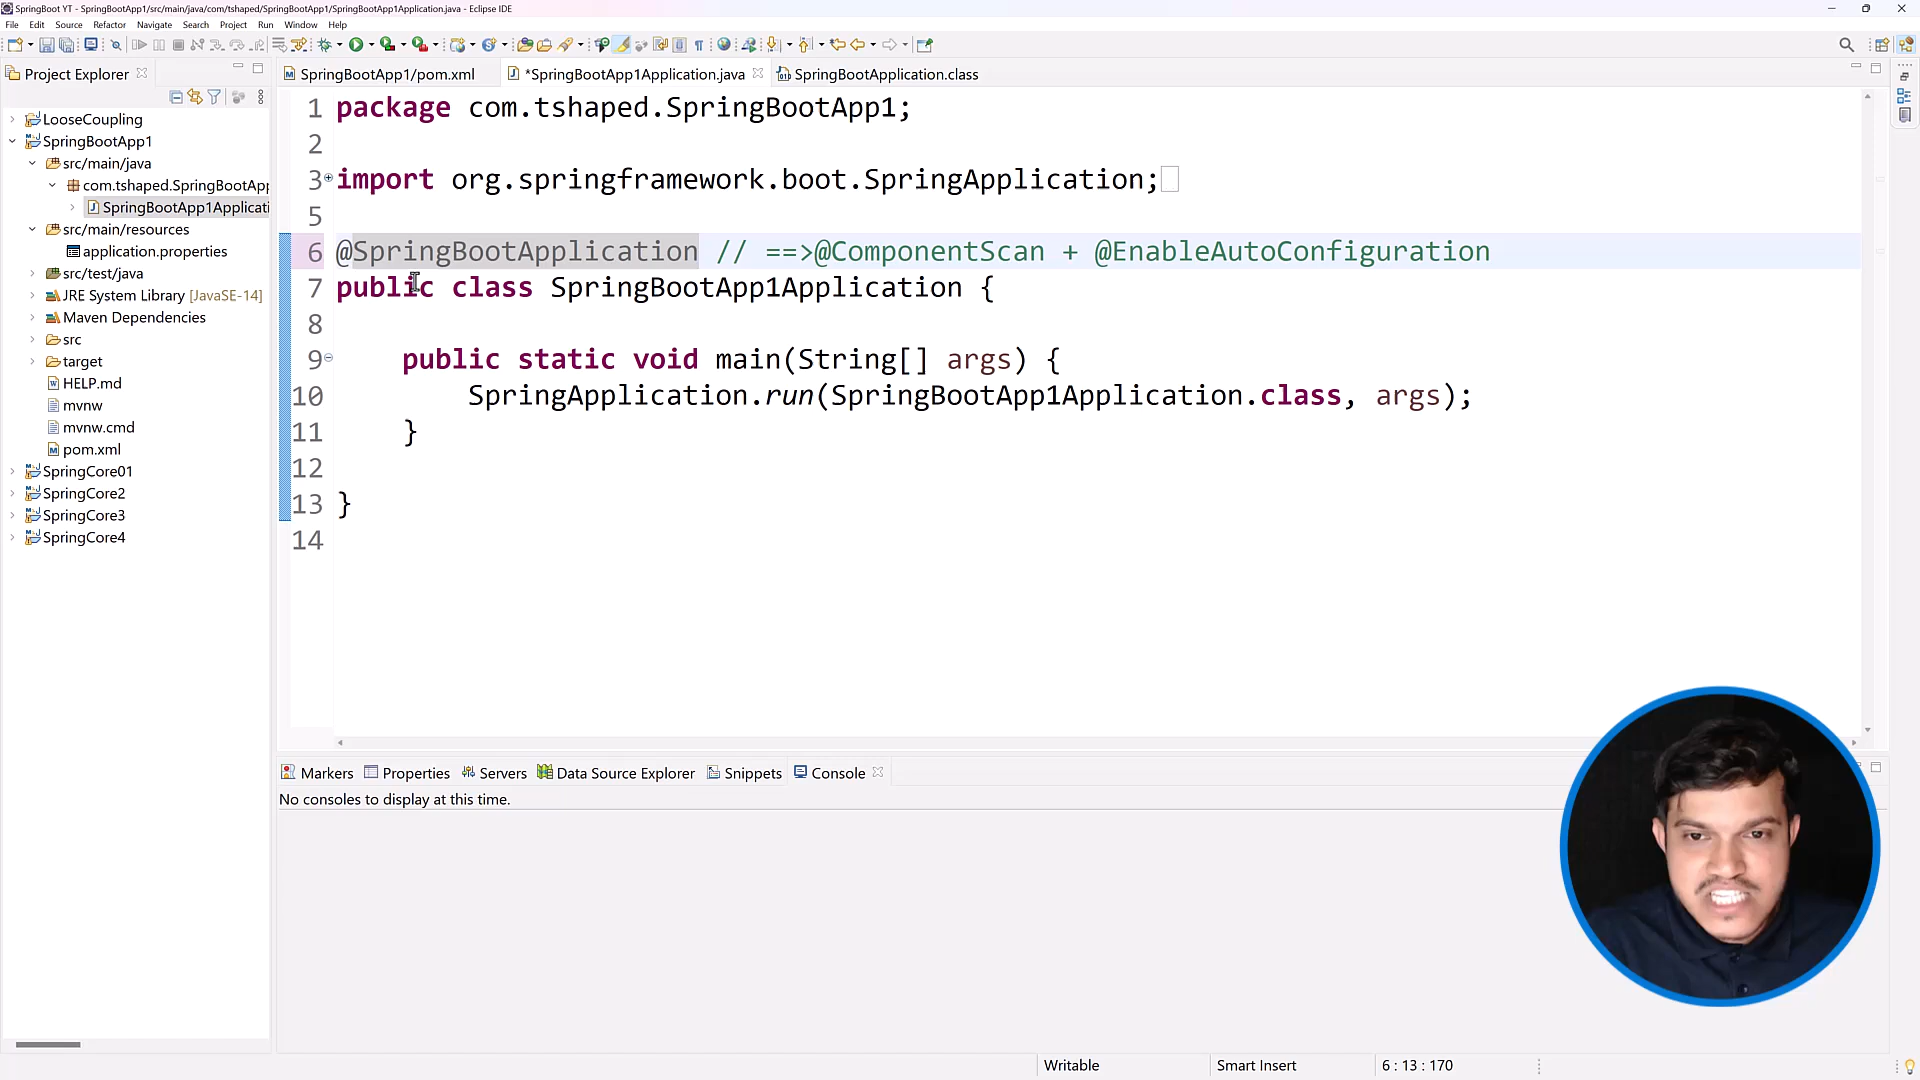 SpringBoot YT - SpringBootApp1/src/main/java/com/tshaped/SpringBootApp1/SpringBootApp1Application.java - Eclipse IDE
File Edit Source Refactor Navigate Search Project Run Window Help
Project Explorer
SpringBootApp1/pom.xml
*SpringBootApp1Application.java
SpringBootApplication.class
LooseCoupling
SpringBootApp1
src/main/java
com.tshaped.SpringBootApp
SpringBootApp1Applicati
src/main/resources
application.properties
src/test/java
JRE System Library [JavaSE-14]
Maven Dependencies
src
target
HELP.md
mvnw
mvnw.cmd
pom.xml
SpringCore01
SpringCore2
SpringCore3
SpringCore4
1 package com.tshaped.SpringBootApp1;
2
3 import org.springframework.boot.SpringApplication;
5
6 @SpringBootApplication // ==>@ComponentScan + @EnableAutoConfiguration
7 public class SpringBootApp1Application {
8
9 public static void main(String[] args) {
10 SpringApplication.run(SpringBootApp1Application.class, args);
11 }
12
13 }
14
Markers Properties Servers Data Source Explorer Snippets Console
No consoles to display at this time.
Writable Smart Insert 6 : 13 : 170